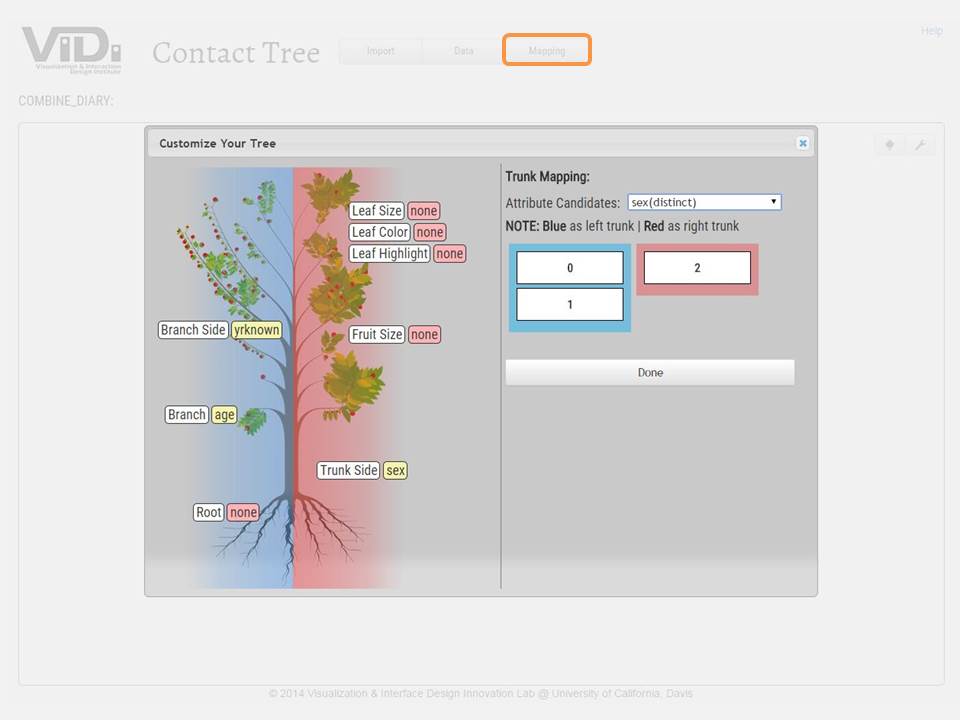 ViDi
Visualization & Interaction
Design Institute
Contact Tree
Import
Data
Mapping
Help
COMBINE_DIARY:
Customize Your Tree
Leaf Size none
Leaf Color none
Leaf Highlight none
Branch Side yrknown
Fruit Size none
Branch age
Trunk Side sex
Root none
Trunk Mapping:
Attribute Candidates: sex(distinct)
NOTE: Blue as left trunk | Red as right trunk
0
2
1
Done
© 2014 Visualization & Interface Design Innovation Lab @ University of California, Davis